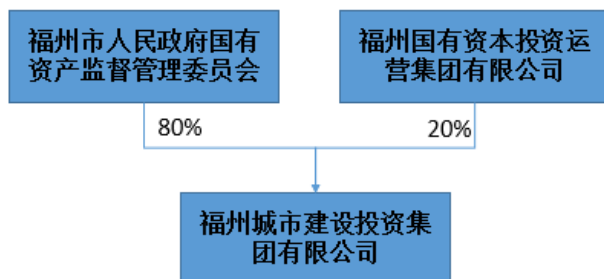 福州市人民政府国有
资产监督管理委员会
福州国有资本投资运
营集团有限公司
80%
20%
福州城市建设投资集
团有限公司